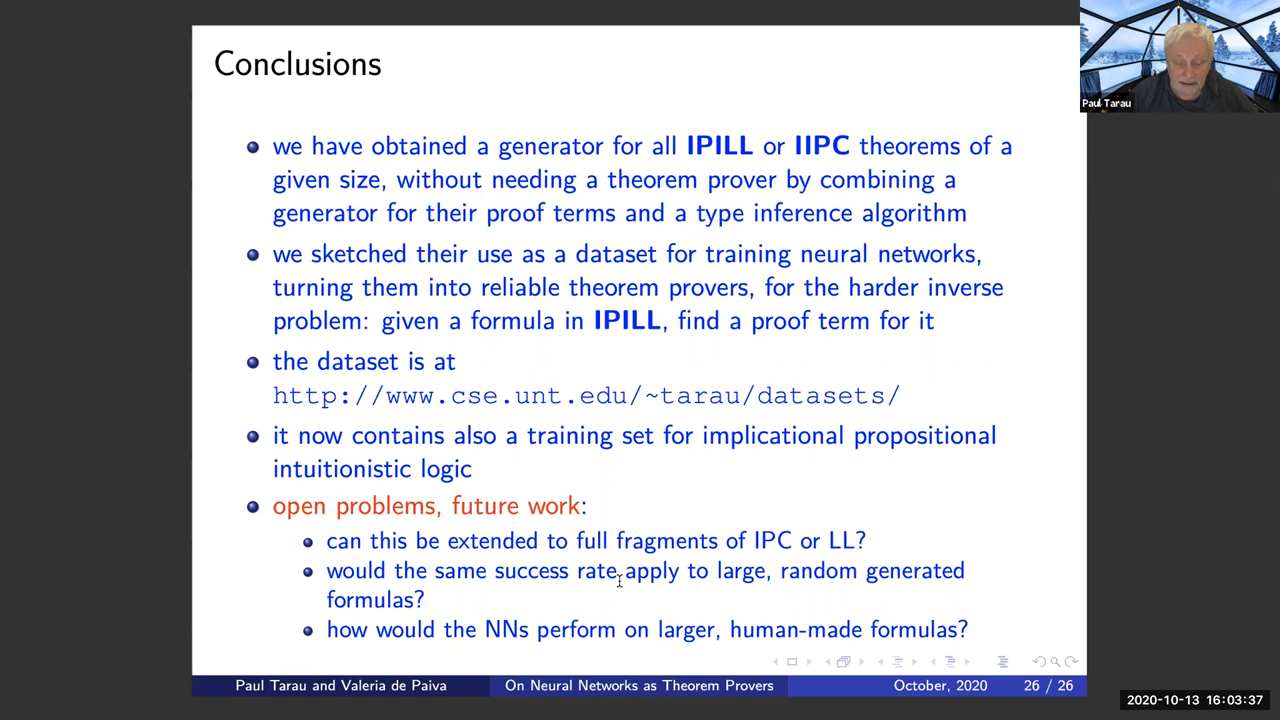 Conclusions
we have obtained a generator for all IPILL or IIPC theorems of a
given size, without needing a theorem prover by combining a
generator for their proof terms and a type inference algorithm
we sketched their use as a dataset for training neural networks,
turning them into reliable theorem provers, for the harder inverse
problem: given a formula in IPILL, find a proof term for it
the dataset is at
http://www.cse.unt.edu/~tarau/datasets/
it now contains also a training set for implicational propositional
intuitionistic logic
open problems, future work:
can this be extended to full fragments of IPC or LL?
would the same success rate apply to large, random generated
formulas?
how would the NNs perform on larger, human-made formulas?
Paul Tarau and Valeria de Paiva On Neural Networks as Theorem Provers October, 2020 26 / 26
Paul Tarau
2020-10-13 16:03:37